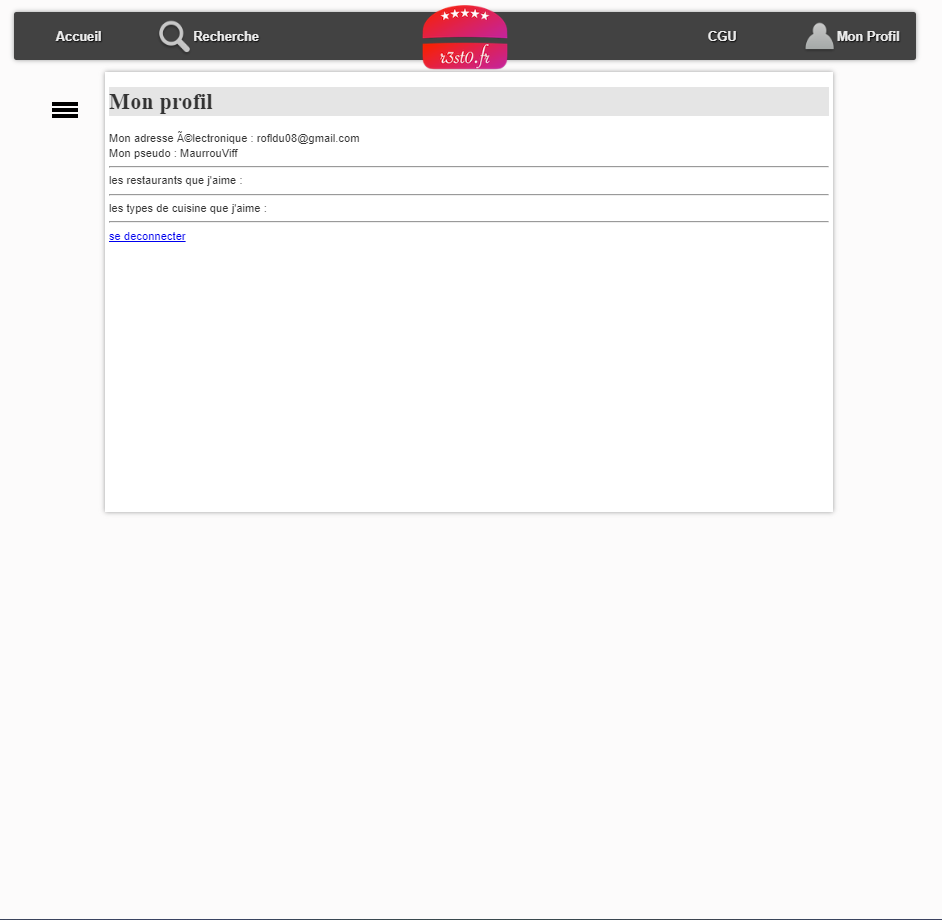 Accueil
Recherche
r3st0.fr
CGU
Mon Profil
Mon profil
Mon adresse Ã©lectronique : rofldu08@gmail.com
Mon pseudo : MaurrouViff
les restaurants que j'aime :
les types de cuisine que j'aime :
se deconnecter